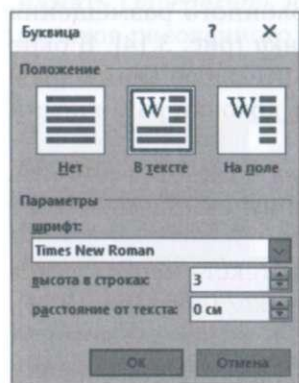 Буквица ? ×
Положение
W W
Нет В тексте На поле
Параметры
шрифт:
Times New Roman
высота в строках: 3
расстояние от текста: 0 см
ОК Отмена